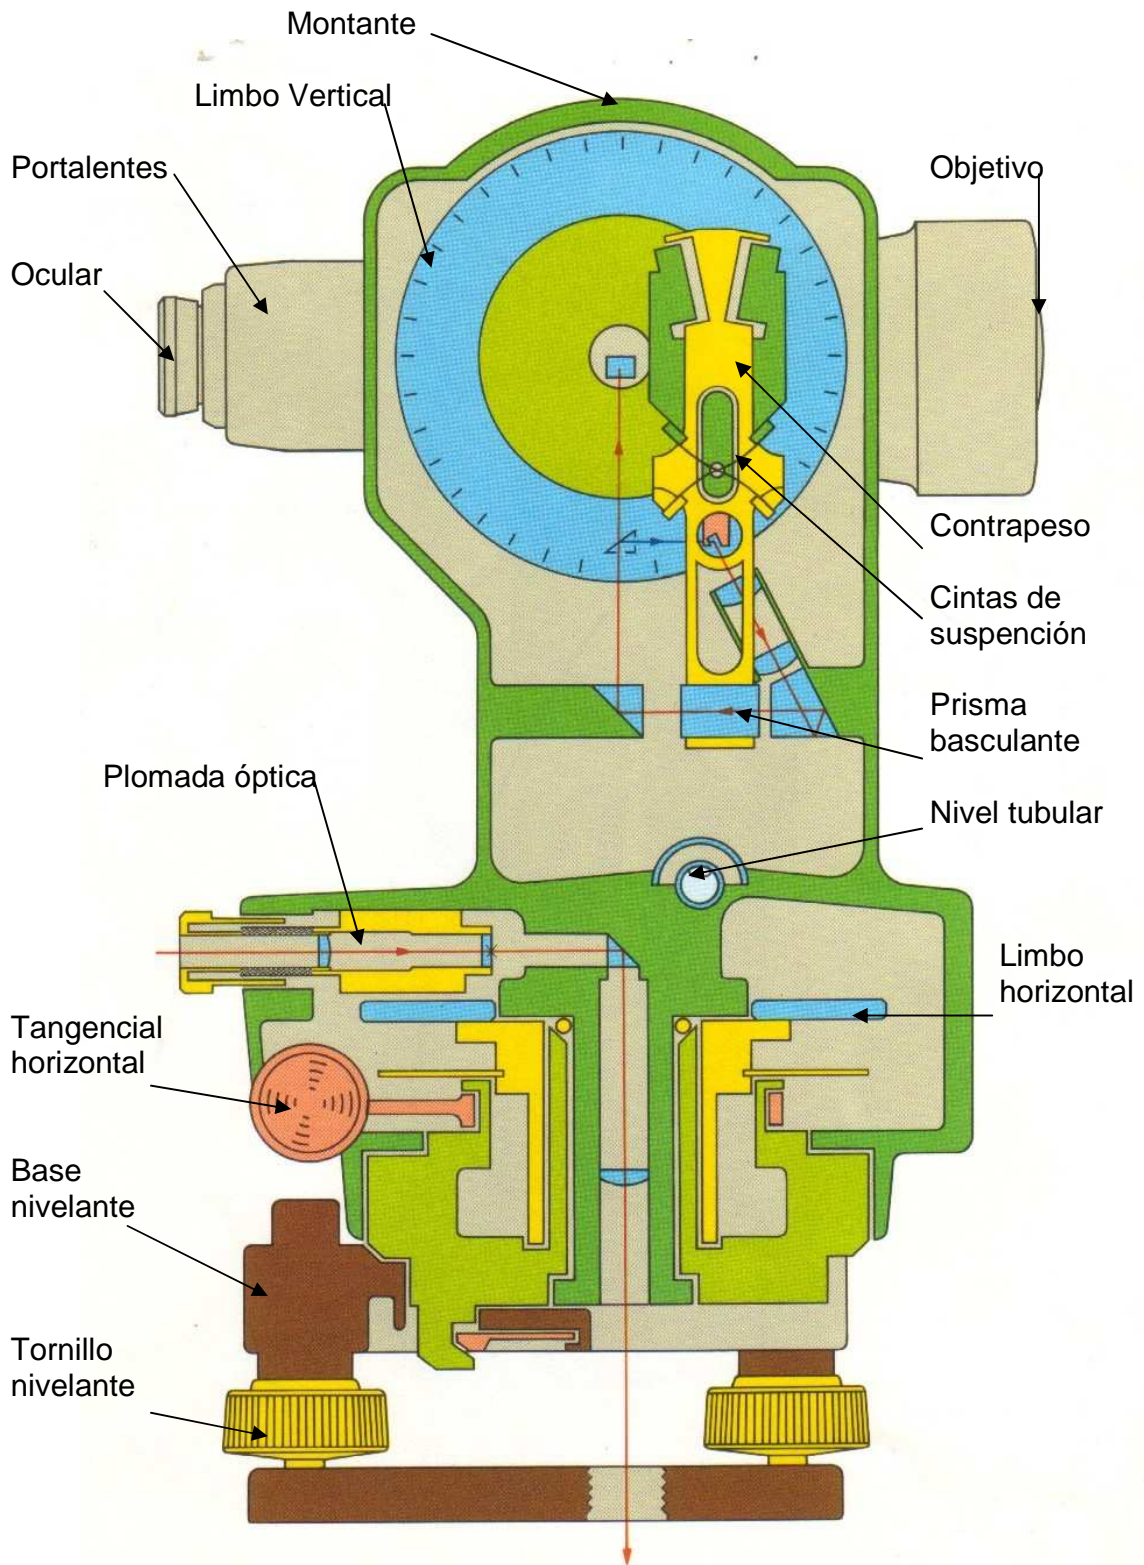 Montante
Limbo Vertical
Portalentes
Objetivo
Ocular
Contrapeso
Cintas de
suspención
Prisma
basculante
Plomada óptica
Nivel tubular
Limbo
horizontal
Tangencial
horizontal
Base
nivelante
Tornillo
nivelante